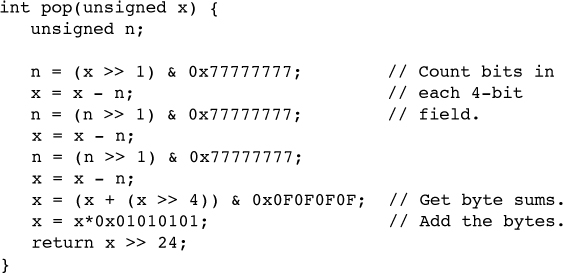 int pop(unsigned x) {
   unsigned n;

   n = (x >> 1) & 0x77777777;        // Count bits in
   x = x - n;                        // each 4-bit
   n = (n >> 1) & 0x77777777;        // field.
   x = x - n;
   n = (n >> 1) & 0x77777777;
   x = x - n;
   x = (x + (x >> 4)) & 0x0F0F0F0F;  // Get byte sums.
   x = x*0x01010101;                 // Add the bytes.
   return x >> 24;
}